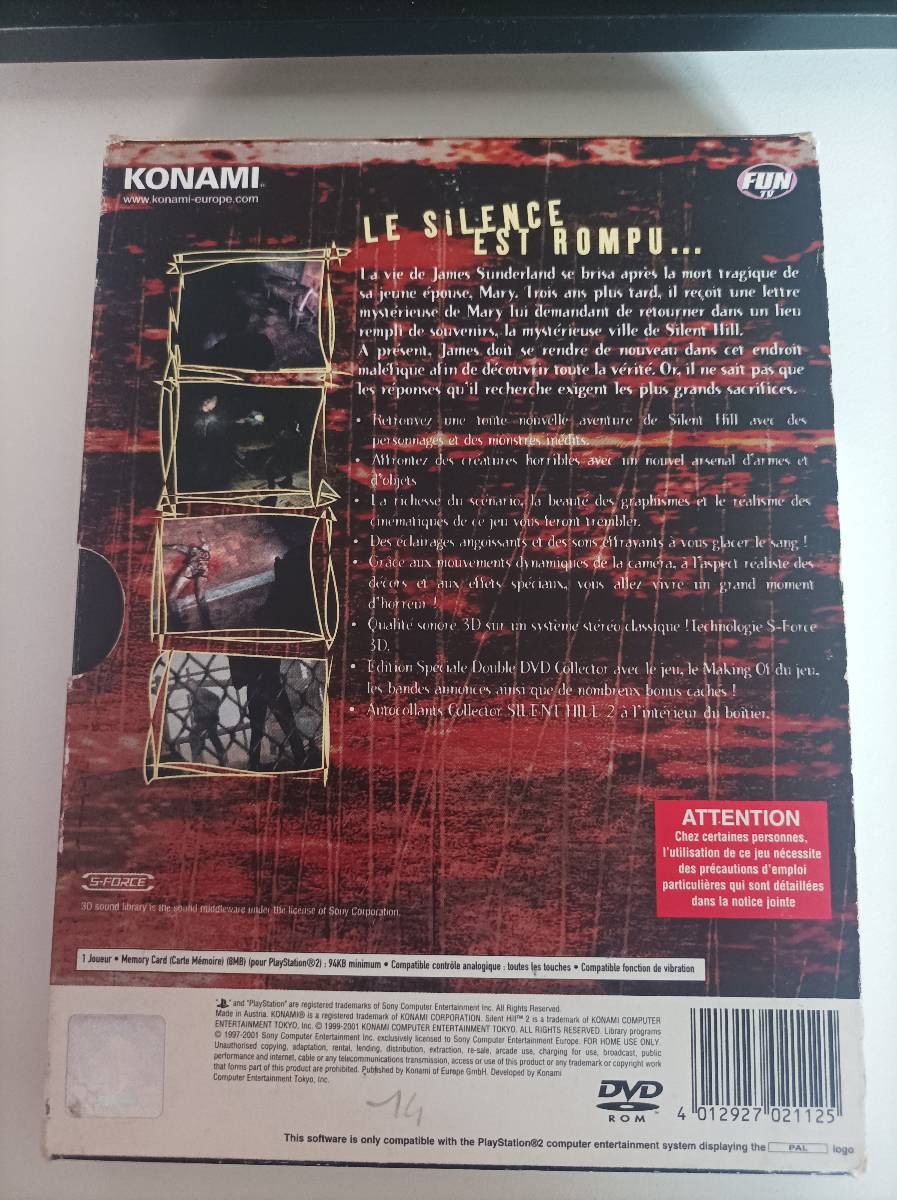 KONAMI
www.konami-europe.com
FUN
TV
LE SILENCE
EST ROMPU...
La vie de James Sunderland se brisa après la mort tragique de
sa jeune épouse, Mary. Trois ans plus tard, il reçoit une lettre
mystérieuse de Mary lui demandant de retourner dans un lieu
rempli de souvenirs, la mystérieuse ville de Silent Hill.
A présent, James doit se rendre de nouveau dans cet endroit
maléfique afin de découvrir toute la vérité. Or, il ne sait pas que
les réponses qu'il recherche exigent les plus grands sacrifices.
• Retrouvez une toute nouvelle aventure de Silent Hill avec des
personnages et des monstres inédits.
• Affrontez des créatures horribles avec un nouvel arsenal d'armes et
d'objets
• La richesse du scénario, la beauté des graphismes et le réalisme des
cinématiques de ce jeu vous feront trembler.
• Des éclairages angoissants et des sons effrayants à vous glacer le sang !
• Grâce aux mouvements dynamiques de la caméra, à l'aspect réaliste des
décors et aux effets spéciaux, vous allez vivre un grand moment
d'horreur !
• Qualité sonore 3D sur un système stéréo classique ! Technologie S-Force
3D.
• Edition Spéciale Double DVD Collector avec le jeu, le Making Of du jeu,
les bandes annonces ainsi que de nombreux bonus cachés !
• Autocollants Collector SILENT HILL 2 à l'intérieur du boîtier.
ATTENTION
Chez certaines personnes,
l'utilisation de ce jeu nécessite
des précautions d'emploi
particulières qui sont détaillées
dans la notice jointe
S-FORCE
3D sound library is the sound middleware under the license of Sony Corporation.
1 Joueur • Memory Card (Carte Mémoire) (8MB) (pour PlayStation®2) : 94KB minimum • Compatible contrôle analogique : toutes les touches • Compatible fonction de vibration
" " and "PlayStation" are registered trademarks of Sony Computer Entertainment Inc. All Rights Reserved.
Made in Austria. KONAMI® is a registered trademark of KONAMI CORPORATION. Silent Hill™ 2 is a trademark of KONAMI COMPUTER
ENTERTAINMENT TOKYO, Inc. © 1999-2001 KONAMI COMPUTER ENTERTAINMENT TOKYO. ALL RIGHTS RESERVED. Library programs
© 1997-2001 Sony Computer Entertainment Inc. exclusively licensed to Sony Computer Entertainment Europe. FOR HOME USE ONLY.
Unauthorised copying, adaptation, rental, lending, distribution, extraction, re-sale, arcade use, charging for use, broadcast, public
performance and internet, cable or any telecommunications transmission, access or use of this product or any trademark or copyright work
that forms part of this product are prohibited. Published by Konami of Europe GmbH. Developed by Konami
Computer Entertainment Tokyo, Inc.
14
DVD
ROM
4 012927 021125
This software is only compatible with the PlayStation®2 computer entertainment system displaying the PAL logo